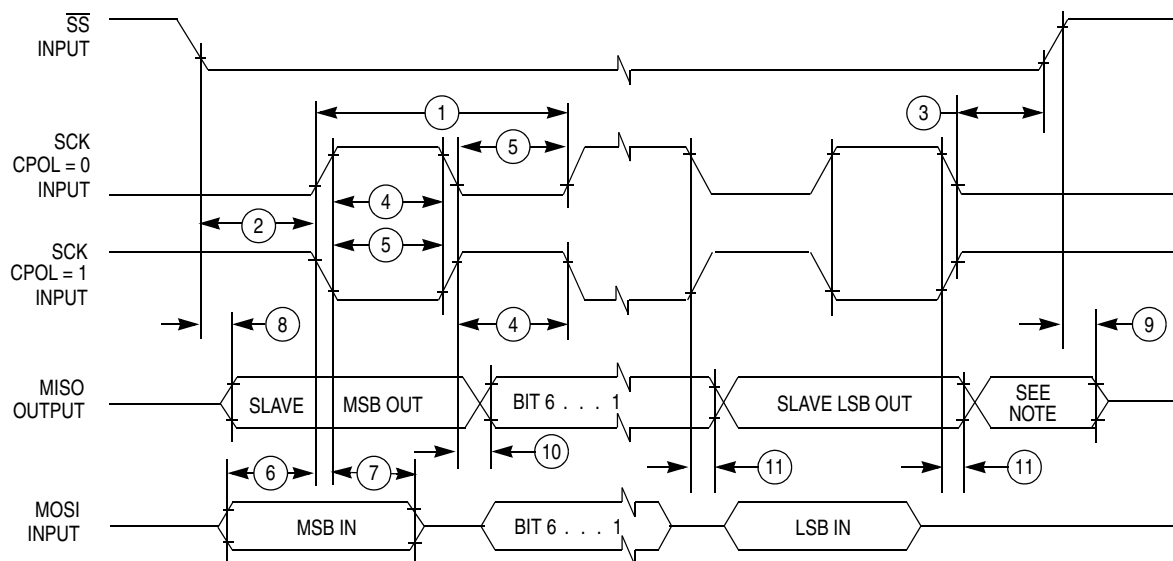 SS
INPUT
1
3
SCK
CPOL = 0
INPUT
5
4
2
5
SCK
CPOL = 1
INPUT
8
4
9
MISO
OUTPUT
SLAVE MSB OUT
BIT 6 . . . 1
SLAVE LSB OUT
SEE
NOTE
10
11
11
6
7
MOSI
INPUT
MSB IN
BIT 6 . . . 1
LSB IN